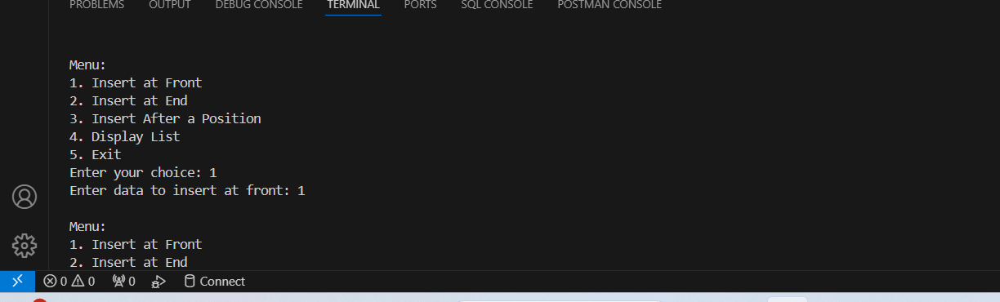 PROBLEMS OUTPUT DEBUG CONSOLE TERMINAL PORTS SQL CONSOLE POSTMAN CONSOLE
Menu:
1. Insert at Front
2. Insert at End
3. Insert After a Position
4. Display List
5. Exit
Enter your choice: 1
Enter data to insert at front: 1
Menu:
1. Insert at Front
2. Insert at End
0 0 0 Connect